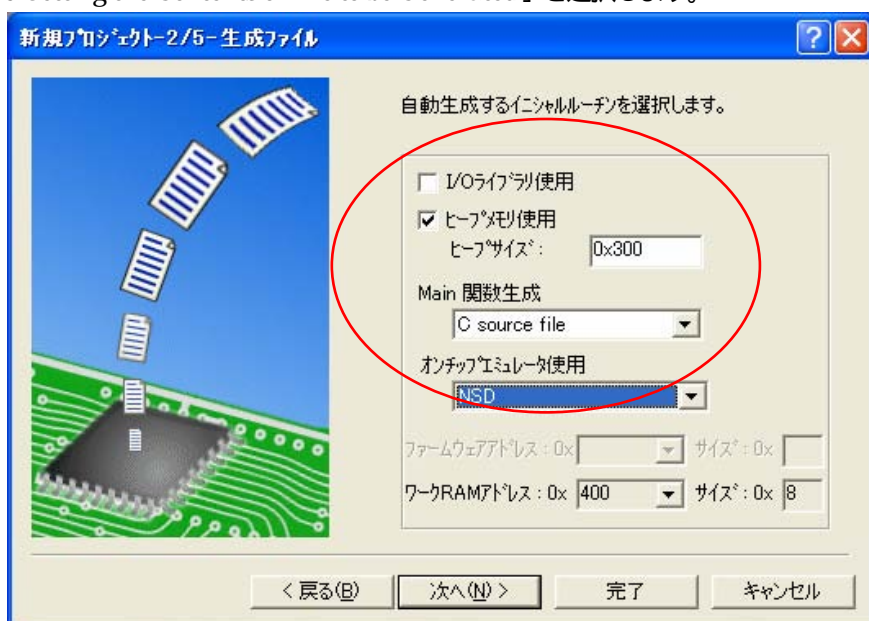 新規プロジェクト-2/5-生成ファイル
自動生成するイニシャルルーチンを選択します。
I/Oライブラリ使用
ヒープメモリ使用
ヒープサイズ: 0x300
Main 関数生成
C source file
オンチップエミュレータ使用
NSD
ファームウェアアドレス : 0x サイズ : 0x
ワークRAMアドレス : 0x 400 サイズ : 0x 8
< 戻る(B) 次へ(N) > 完了 キャンセル